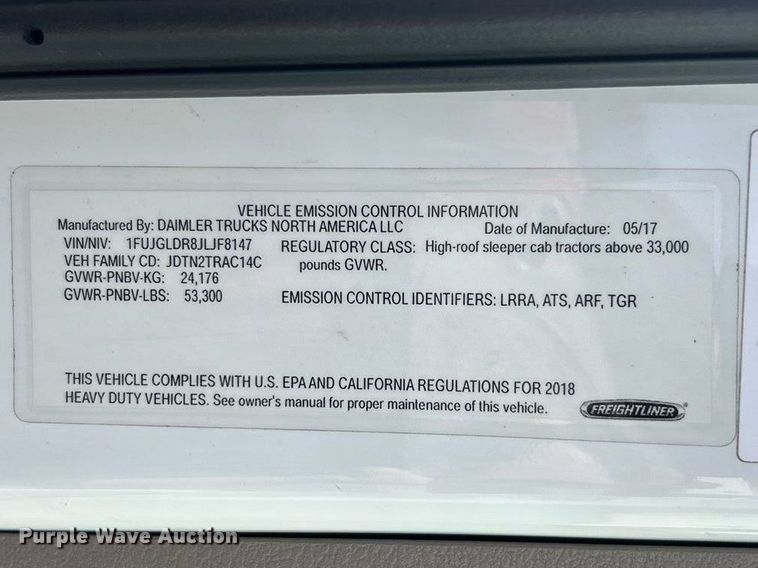 VEHICLE EMISSION CONTROL INFORMATION
Manufactured By: DAIMLER TRUCKS NORTH AMERICA LLC Date of Manufacture: 05/17
VIN/NIV: 1FUJGLDR8JLJF8147 REGULATORY CLASS: High-roof sleeper cab tractors above 33,000
VEH FAMILY CD: JDTN2TRAC14C pounds GVWR.
GVWR-PNBV-KG: 24,176
GVWR-PNBV-LBS: 53,300 EMISSION CONTROL IDENTIFIERS: LRRA, ATS, ARF, TGR
THIS VEHICLE COMPLIES WITH U.S. EPA AND CALIFORNIA REGULATIONS FOR 2018
HEAVY DUTY VEHICLES. See owner's manual for proper maintenance of this vehicle.
FREIGHTLINER®
Purple Wave Auction